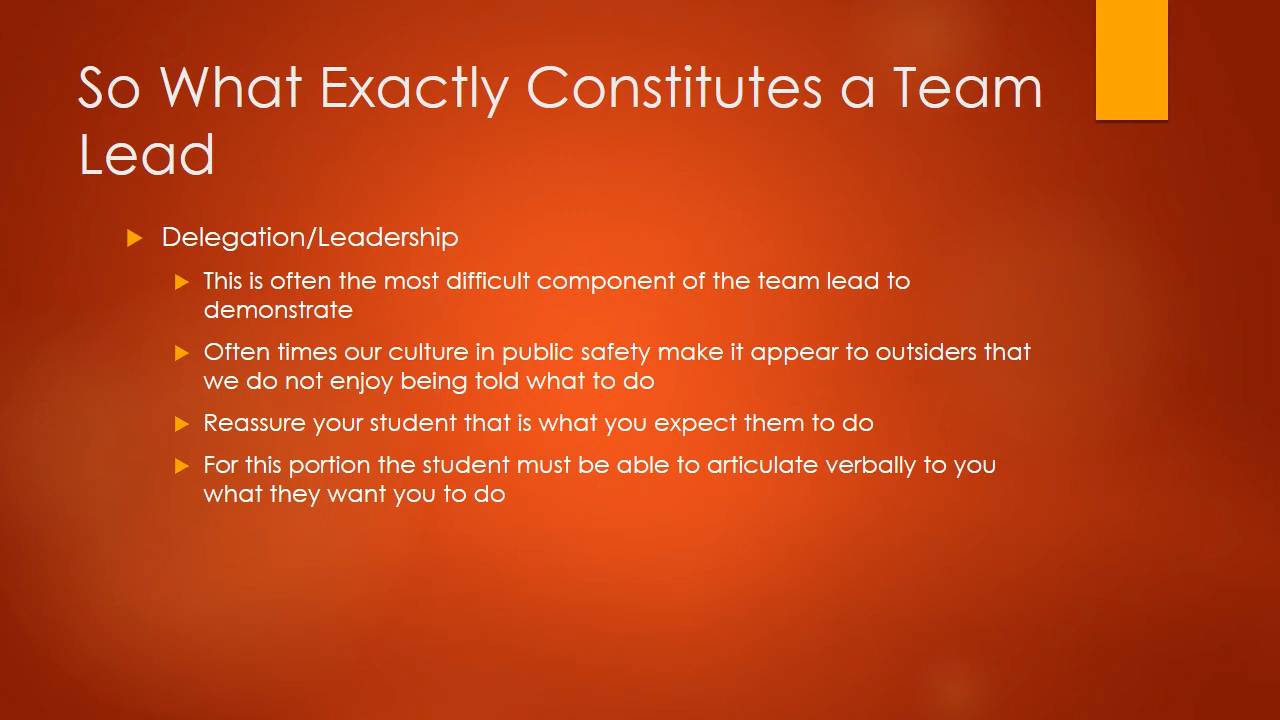 So What Exactly Constitutes a Team
Lead
Delegation/Leadership
This is often the most difficult component of the team lead to
demonstrate
Often times our culture in public safety make it appear to outsiders that
we do not enjoy being told what to do
Reassure your student that is what you expect them to do
For this portion the student must be able to articulate verbally to you
what they want you to do